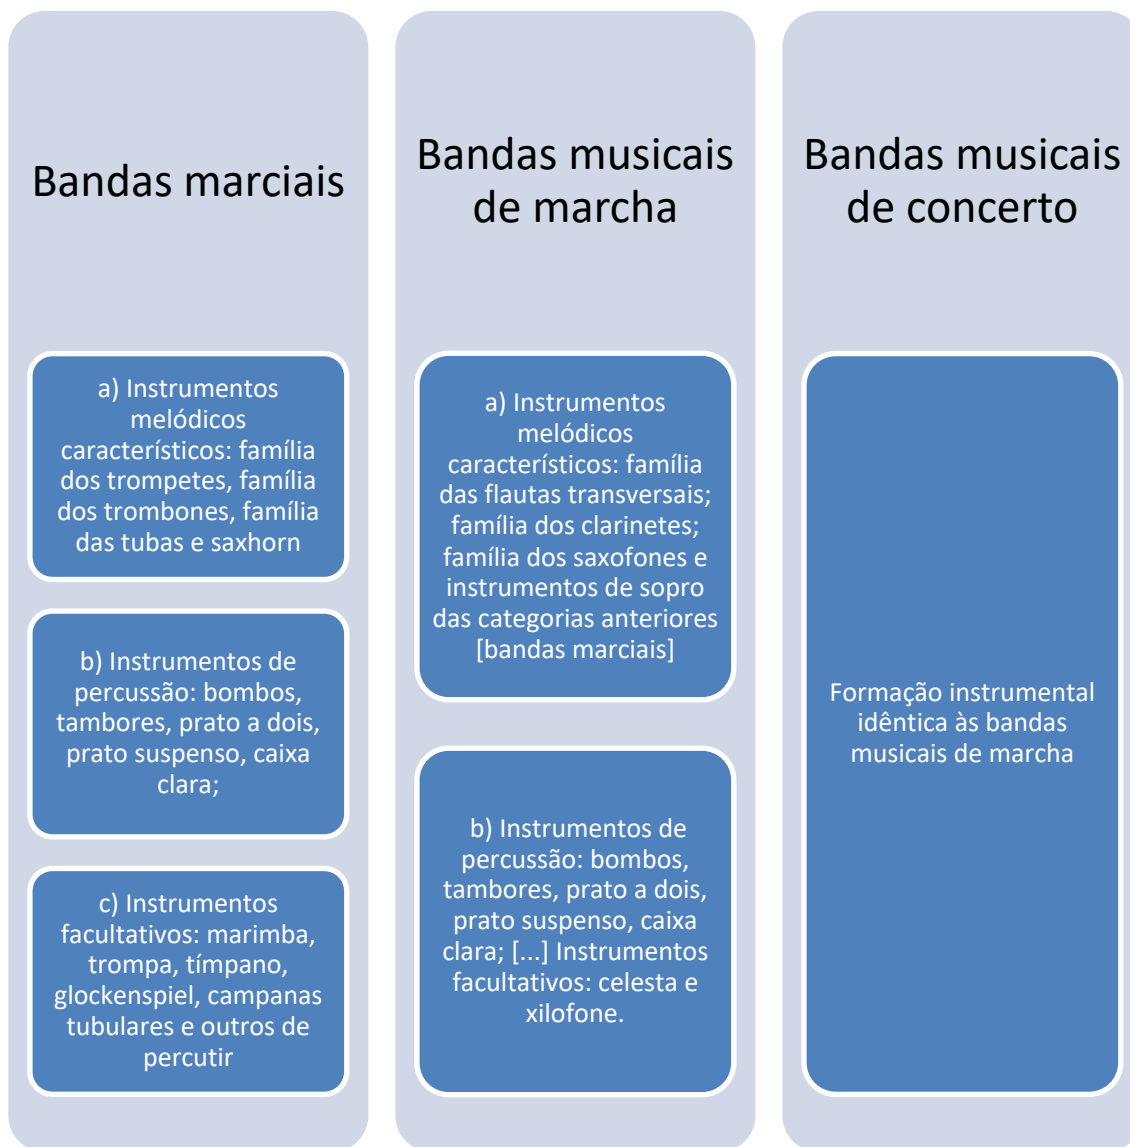 Bandas marciais
a) Instrumentos
melódicos
característicos: família
dos trompetes, família
dos trombones, família
das tubas e saxhorn
b) Instrumentos de
percussão: bombos,
tambores, prato a dois,
prato suspenso, caixa
clara;
c) Instrumentos
facultativos: marimba,
trompa, tímpano,
glockenspiel, campanas
tubulares e outros de
percutir
Bandas musicais
de marcha
a) Instrumentos
melódicos
característicos: família
das flautas transversais;
família dos clarinetes;
família dos saxofones e
instrumentos de sopro
das categorias anteriores
[bandas marciais]
b) Instrumentos de
percussão: bombos,
tambores, prato a dois,
prato suspenso, caixa
clara; [...] Instrumentos
facultativos: celesta e
xilofone.
Bandas musicais
de concerto
Formação instrumental
idêntica às bandas
musicais de marcha